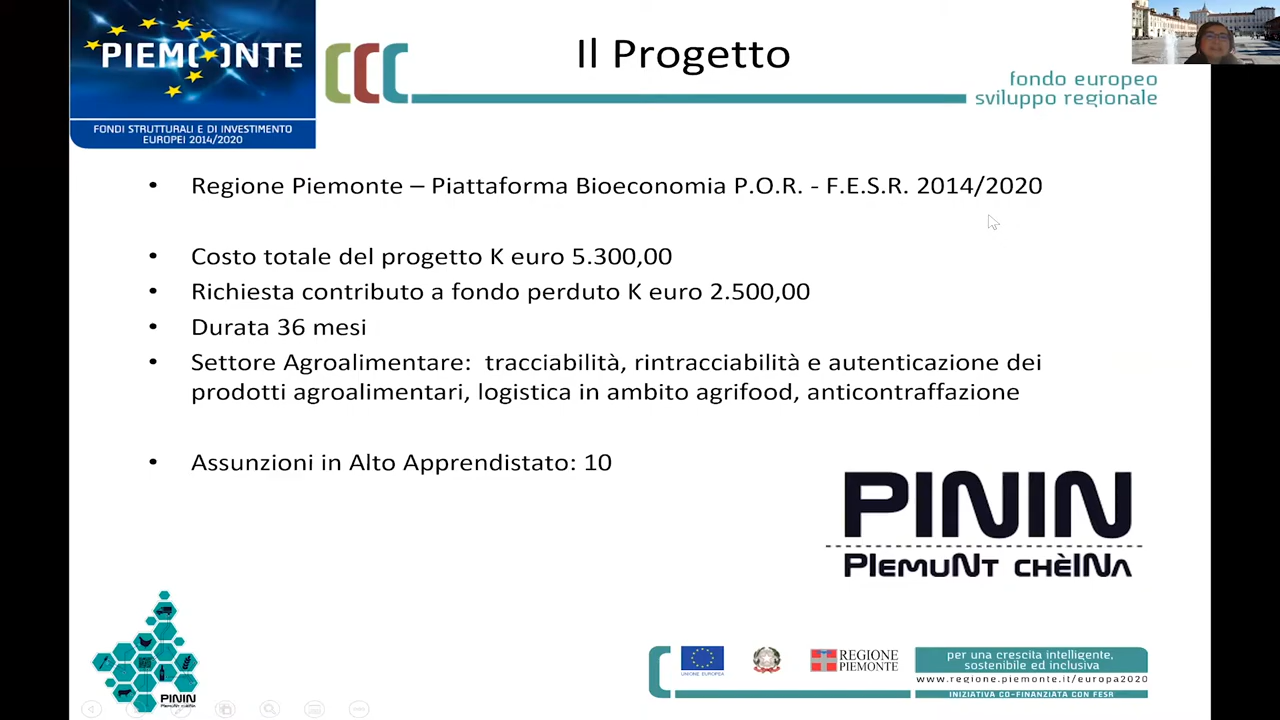 PIEMONTE
FONDI STRUTTURALI E DI INVESTIMENTO
EUROPEI 2014/2020
Il Progetto
fondo europeo
sviluppo regionale
• Regione Piemonte – Piattaforma Bioeconomia P.O.R. - F.E.S.R. 2014/2020
• Costo totale del progetto K euro 5.300,00
• Richiesta contributo a fondo perduto K euro 2.500,00
• Durata 36 mesi
• Settore Agroalimentare: tracciabilità, rintracciabilità e autenticazione dei
prodotti agroalimentari, logistica in ambito agrifood, anticontraffazione
• Assunzioni in Alto Apprendistato: 10
PININ
PIEMUNT CHÈINA
PININ
PIEMUNT CHÈINA
UNIONE EUROPEA
REGIONE
PIEMONTE
per una crescita intelligente,
sostenibile ed inclusiva
www.regione.piemonte.it/europa2020
INIZIATIVA CO-FINANZIATA CON FESR